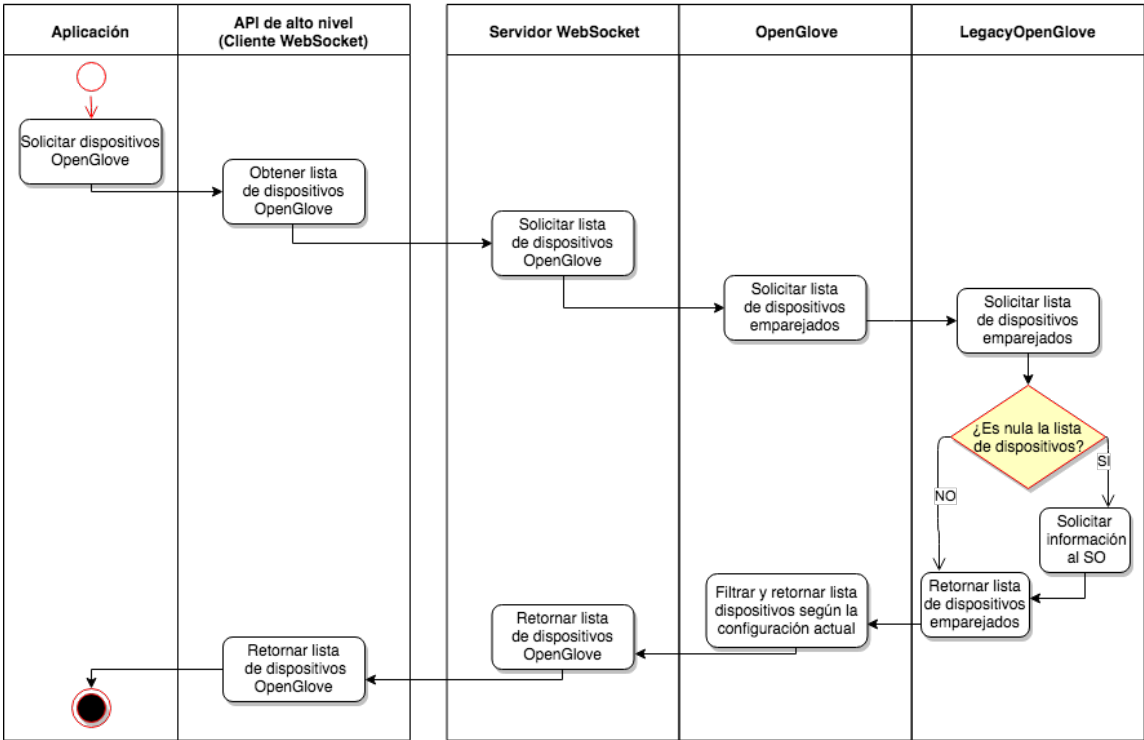 Aplicación
API de alto nivel
(Cliente WebSocket)
Servidor WebSocket
OpenGlove
LegacyOpenGlove
Solicitar dispositivos
OpenGlove
Obtener lista
de dispositivos
OpenGlove
Solicitar lista
de dispositivos
OpenGlove
Solicitar lista
de dispositivos
emparejados
Solicitar lista
de dispositivos
emparejados
¿Es nula la lista
de dispositivos?
SI
NO
Solicitar
información
al SO
Retornar lista
de dispositivos
emparejados
Filtrar y retornar lista
dispositivos según la
configuración actual
Retornar lista
de dispositivos
OpenGlove
Retornar lista
de dispositivos
OpenGlove